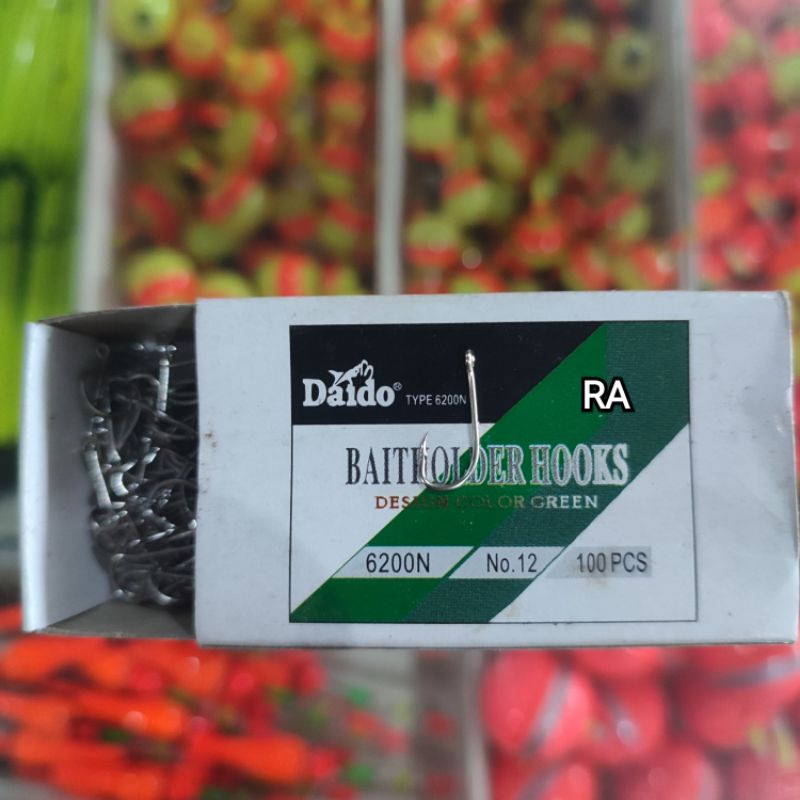 Daido® TYPE 6200N
RA
BAITHOLDER HOOKS
DESIGN COLOR GREEN
6200N No.12 100 PCS